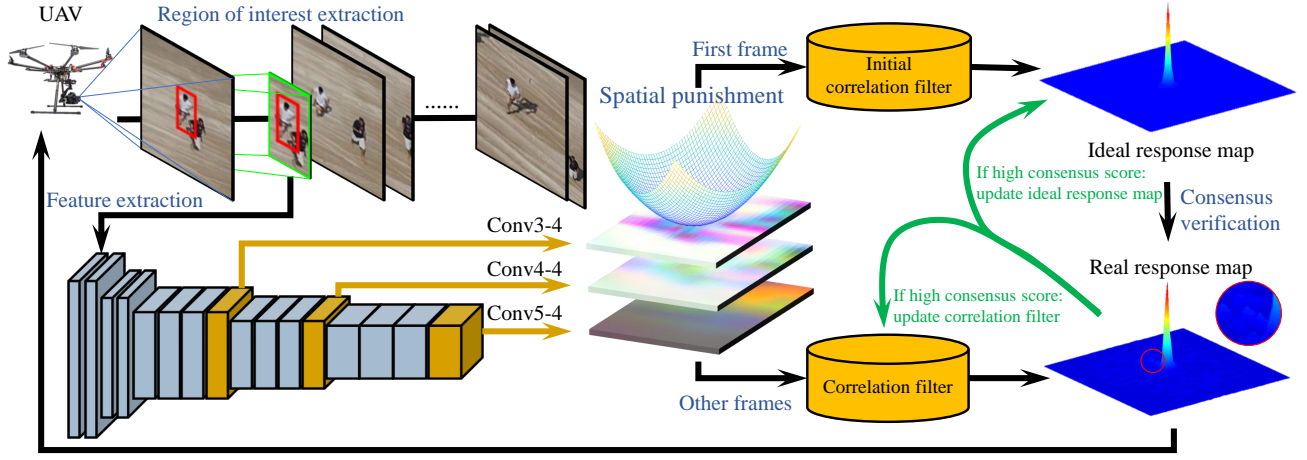 UAV
Region of interest extraction
......
Feature extraction
Conv3-4
Conv4-4
Conv5-4
Spatial punishment
First frame
Other frames
Initial
correlation filter
Correlation filter
Ideal response map
If high consensus score:
update ideal response map
Consensus
verification
Real response map
If high consensus score:
update correlation filter